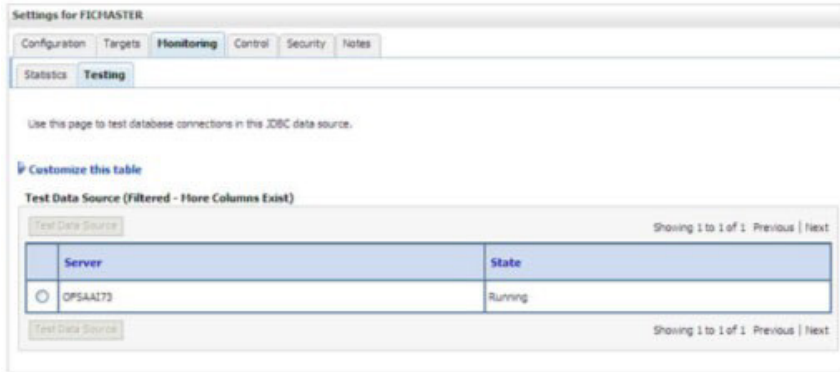 Settings for FICMASTER
Configuration Targets Monitoring Control Security Notes
Statistics Testing
Use this page to test database connections in this JDBC data source.
Customize this table
Test Data Source (Filtered - More Columns Exist)
Test Data Source Showing 1 to 1 of 1 Previous | Next
Server State
OFSAAI73 Running
Test Data Source Showing 1 to 1 of 1 Previous | Next